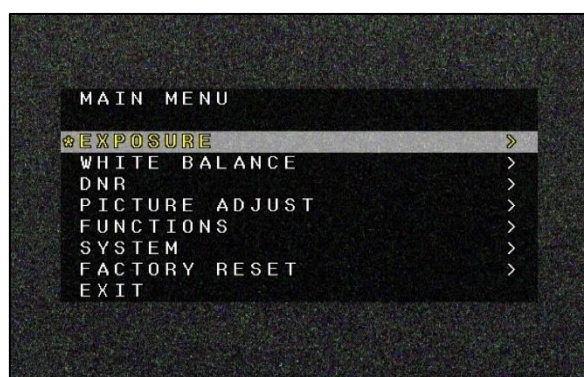 MAIN MENU
*EXPOSURE >
WHITE BALANCE >
DNR >
PICTURE ADJUST >
FUNCTIONS >
SYSTEM >
FACTORY RESET >
EXIT